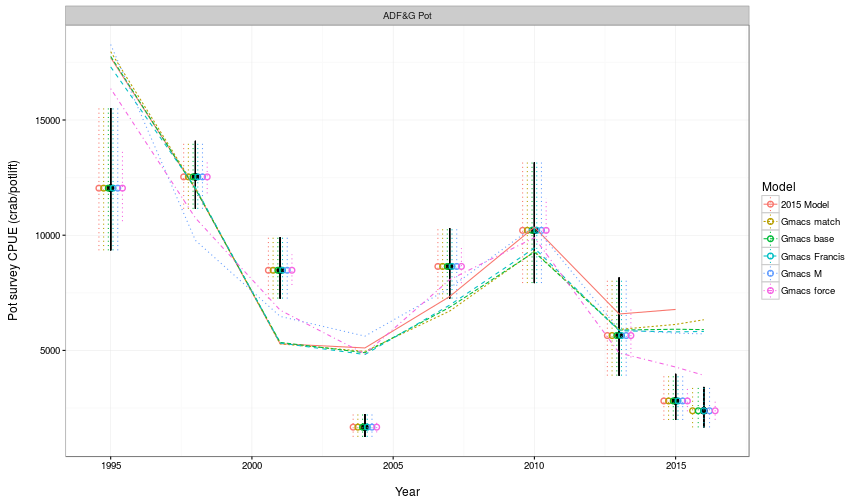 ADF&G Pot
Pot survey CPUE (crab/potlift)
15000
10000
5000
1995
2000
2005
2010
2015
Year
Model
2015 Model
Gmacs match
Gmacs base
Gmacs Francis
Gmacs M
Gmacs force